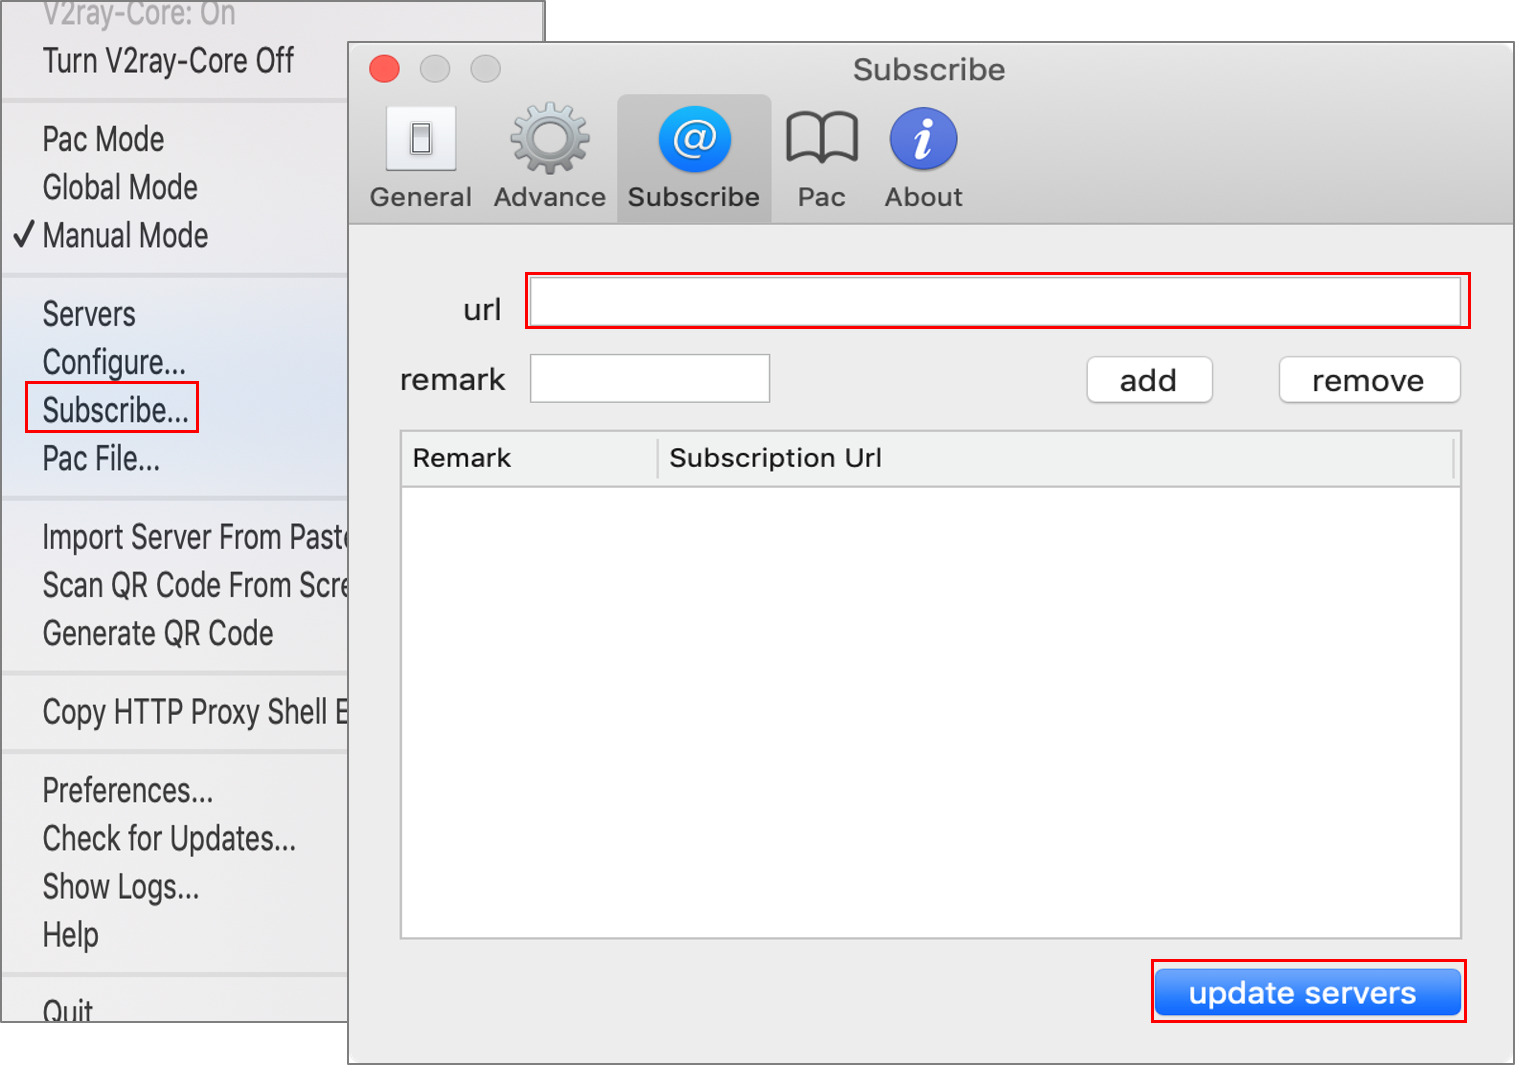 V2ray-Core: On
Turn V2ray-Core Off
Pac Mode
Global Mode
✓ Manual Mode
Servers
Configure...
Subscribe...
Pac File...
Import Server From Paste
Scan QR Code From Scre
Generate QR Code
Copy HTTP Proxy Shell E
Preferences...
Check for Updates...
Show Logs...
Help
Quit
Subscribe
General Advance Subscribe Pac About
url
remark add remove
Remark Subscription Url
update servers